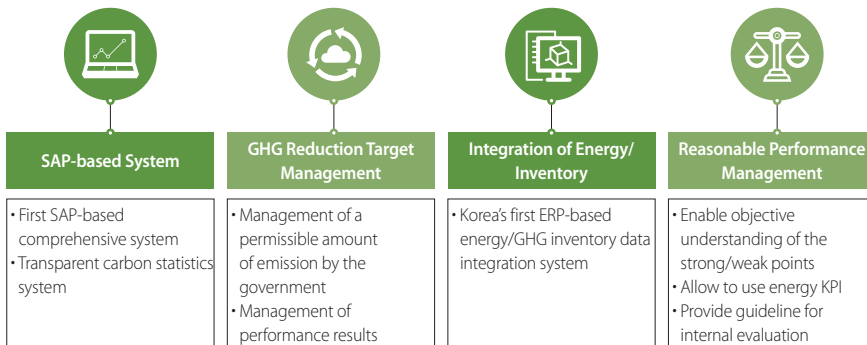 SAP-based System
• First SAP-based
comprehensive system
• Transparent carbon statistics
system
GHG Reduction Target
Management
• Management of a
permissible amount
of emission by the
government
• Management of
performance results
Integration of Energy/
Inventory
• Korea's first ERP-based
energy/GHG inventory data
integration system
Reasonable Performance
Management
• Enable objective
understanding of the
strong/weak points
• Allow to use energy KPI
• Provide guideline for
internal evaluation